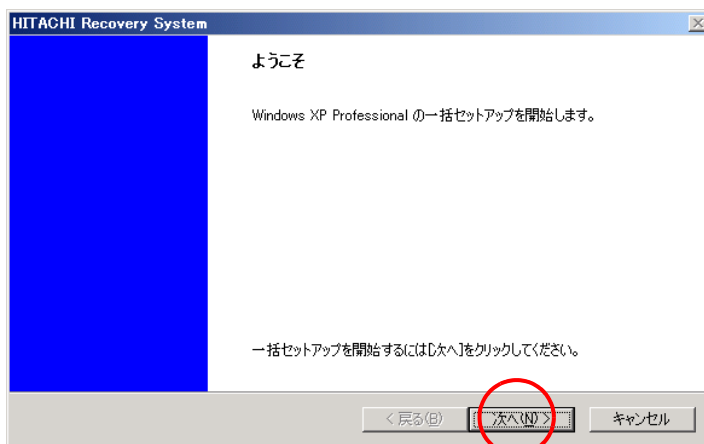 HITACHI Recovery System
ようこそ
Windows XP Professional の一括セットアップを開始します。
一括セットアップを開始するには[次へ]をクリックしてください。
< 戻る(B)
次へ(N) >
キャンセル